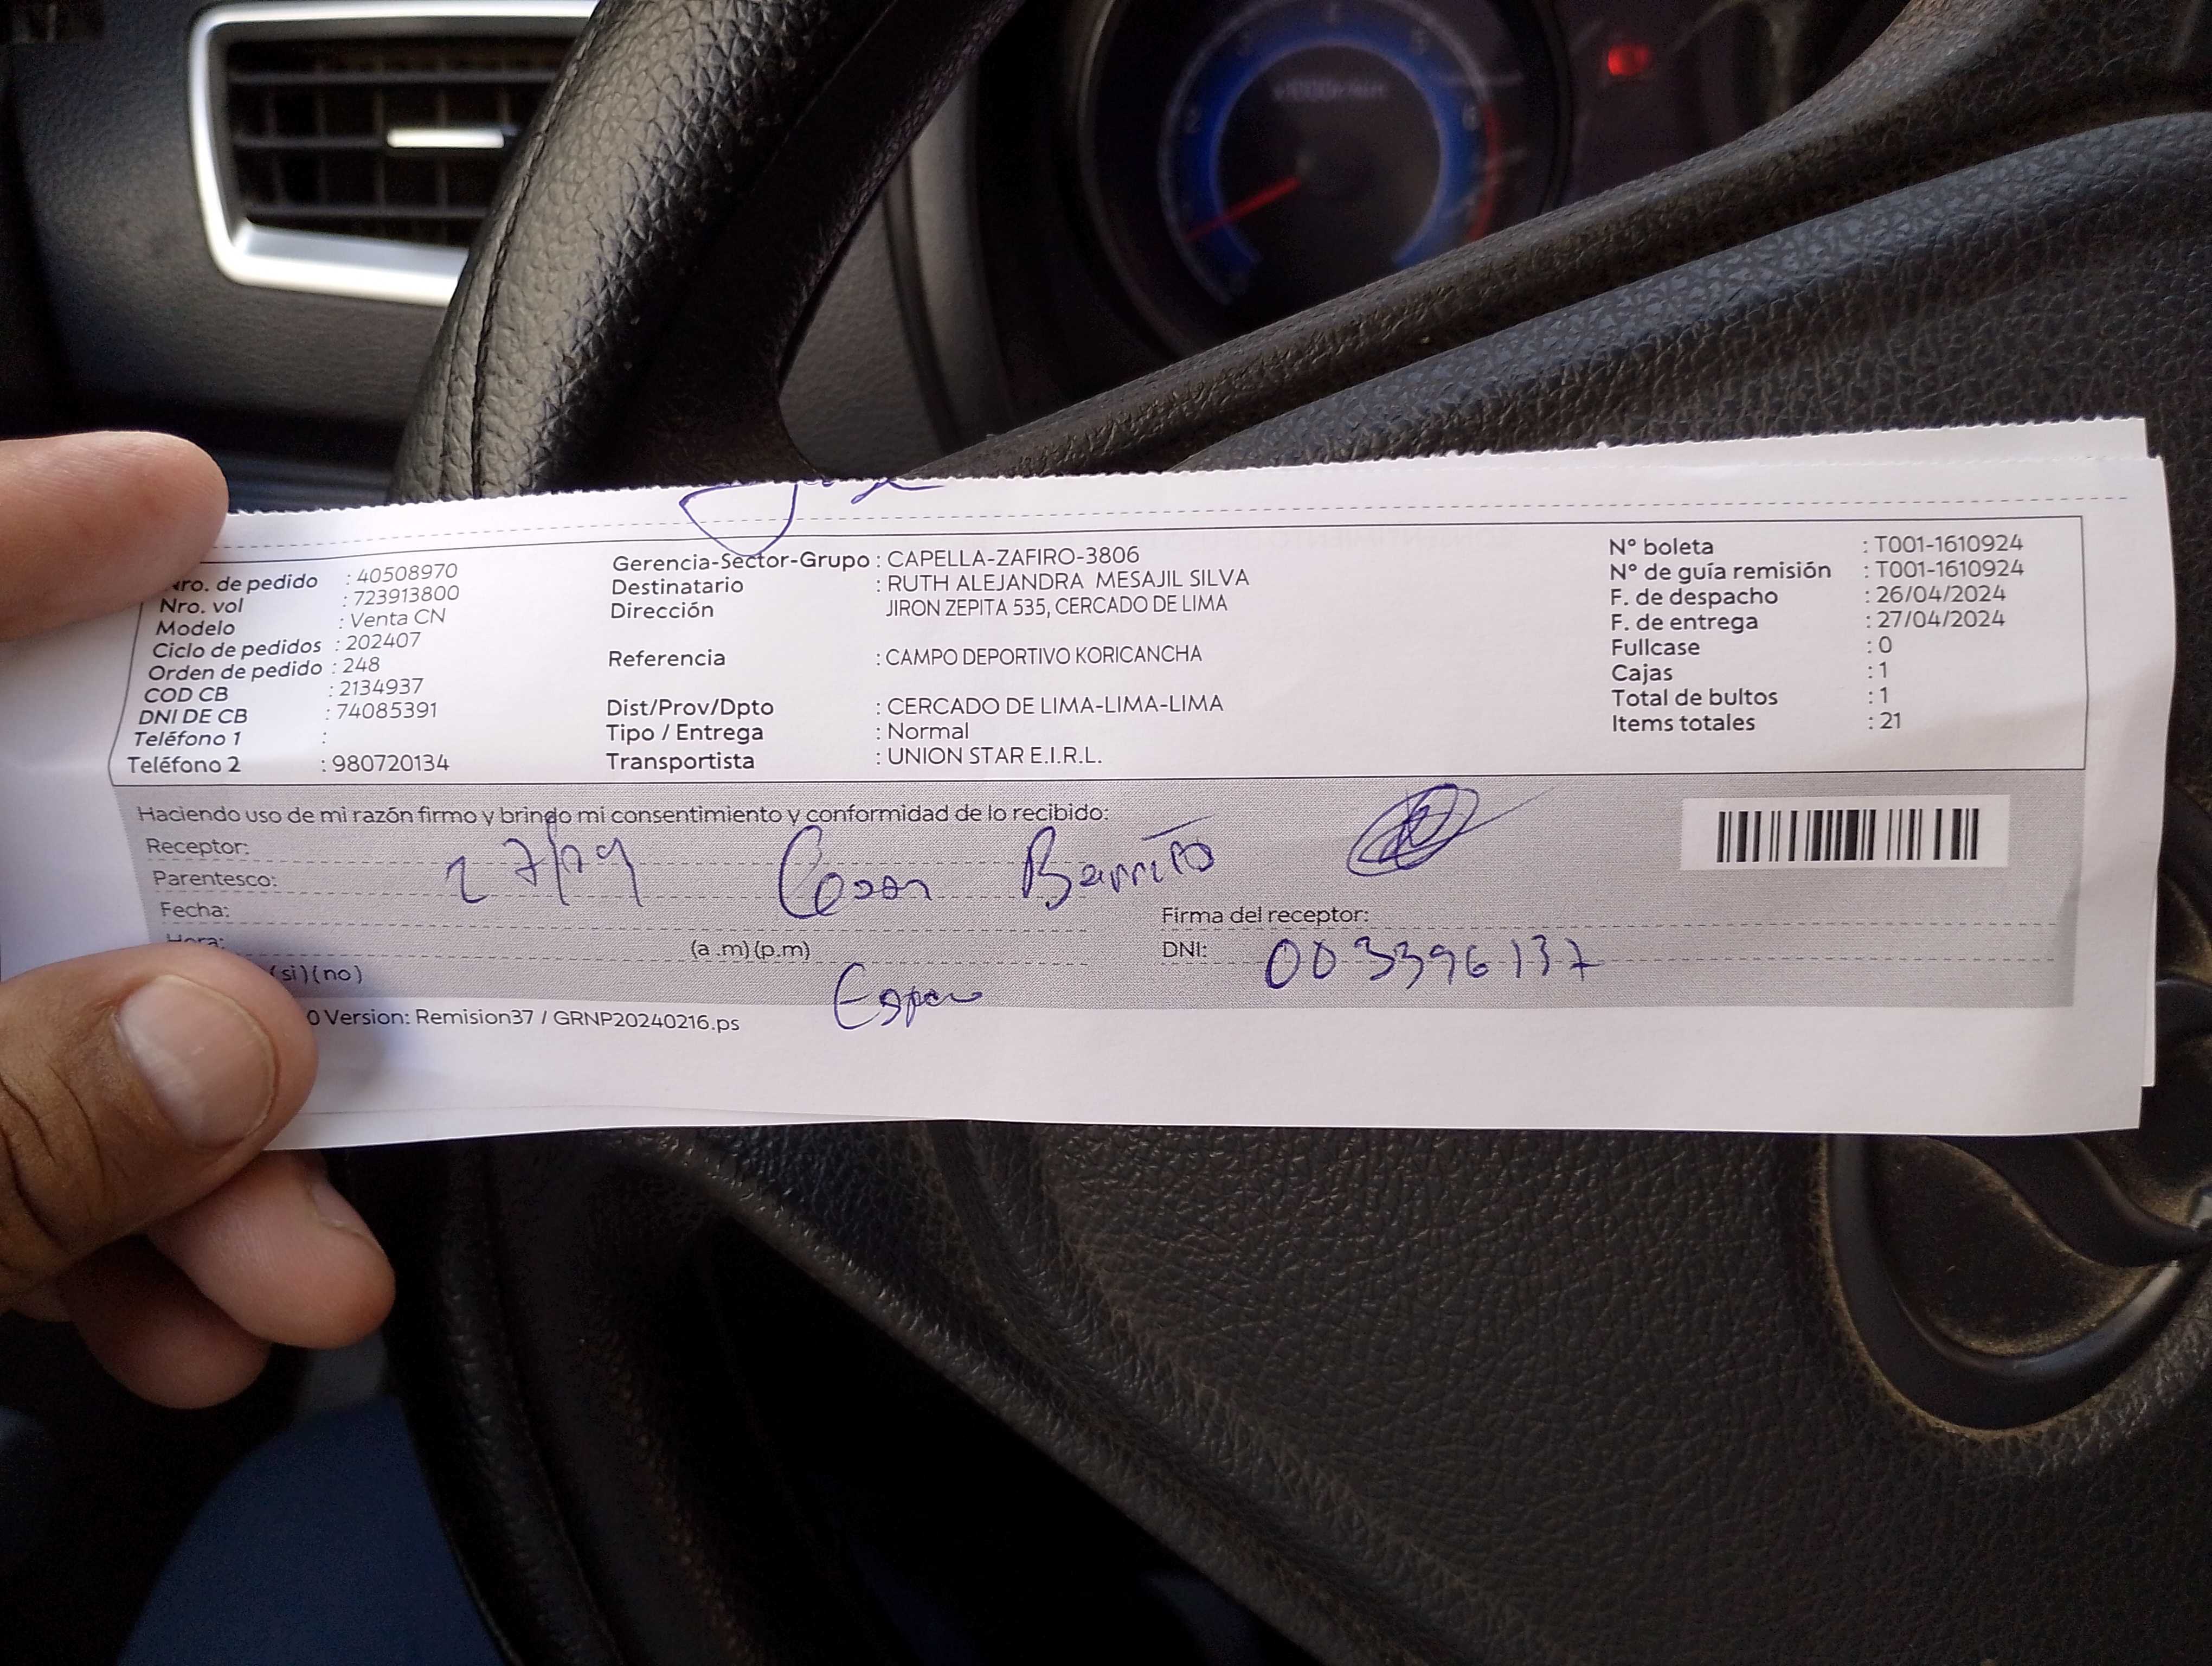 Nro. de pedido : 40508970
Nro. vol : 723913800
Modelo : Venta CN
Ciclo de pedidos : 202407
Orden de pedido : 248
COD CB : 2134937
DNI DE CB : 74085391
Teléfono 1 :
Teléfono 2 : 980720134
Gerencia-Sector-Grupo : CAPELLA-ZAFIRO-3806
Destinatario : RUTH ALEJANDRA MESAJIL SILVA
Dirección JIRON ZEPITA 535, CERCADO DE LIMA
Referencia : CAMPO DEPORTIVO KORICANCHA
Dist/Prov/Dpto : CERCADO DE LIMA-LIMA-LIMA
Tipo / Entrega : Normal
Transportista : UNION STAR E.I.R.L.
N° boleta : T001-1610924
N° de guía remisión : T001-1610924
F. de despacho : 26/04/2024
F. de entrega : 27/04/2024
Fullcase : 0
Cajas : 1
Total de bultos : 1
Items totales : 21
Haciendo uso de mi razón firmo y brindo mi consentimiento y conformidad de lo recibido:
Receptor:
Barrito
Parentesco:
Fecha:
Firma del receptor:
Hora: (a.m)(p.m)
DNI: 003396137
(si)(no)
0 Version: Remision37 / GRNP20240216.ps